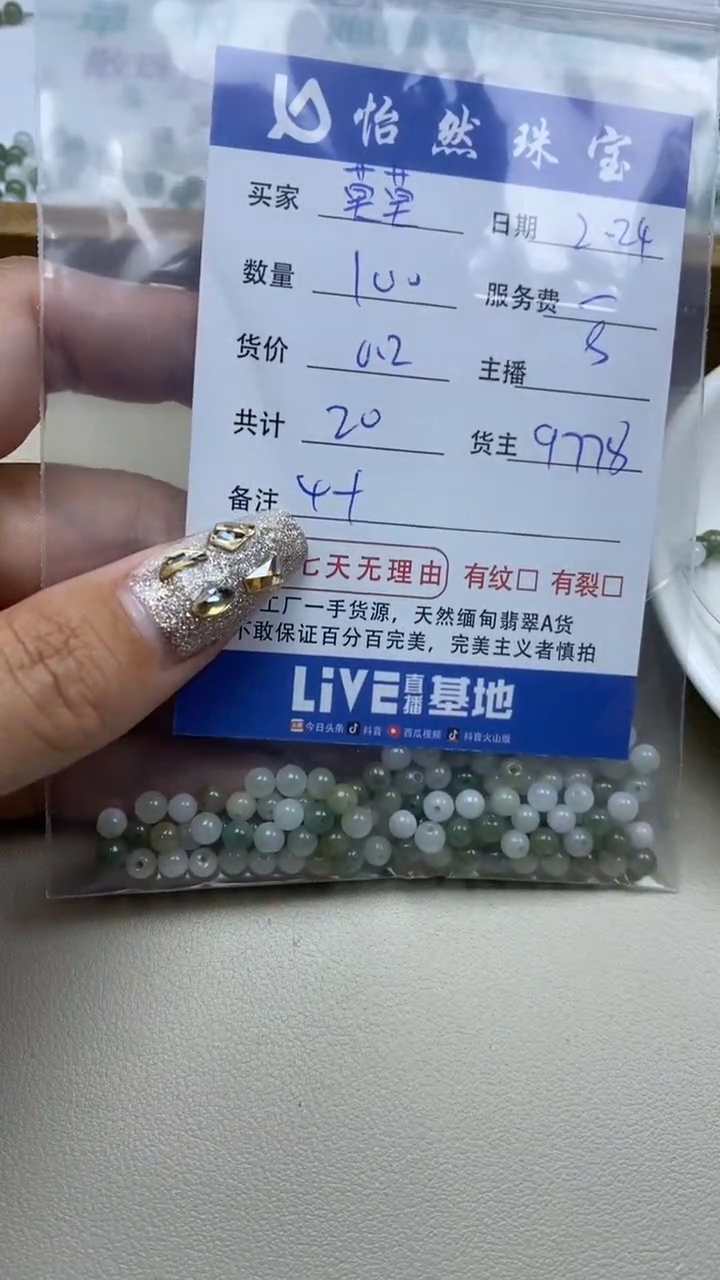 怡然珠宝
买家 草草 日期 2-24
数量 100 服务费 一
货价 0.2 主播 8
共计 20 货主 9778
备注 4+
七天无理由 有纹□ 有裂□
工厂一手货源，天然缅甸翡翠A货
不敢保证百分百完美，完美主义者慎拍
LiVE直播基地
今日头条 抖音 西瓜视频 抖音火山版